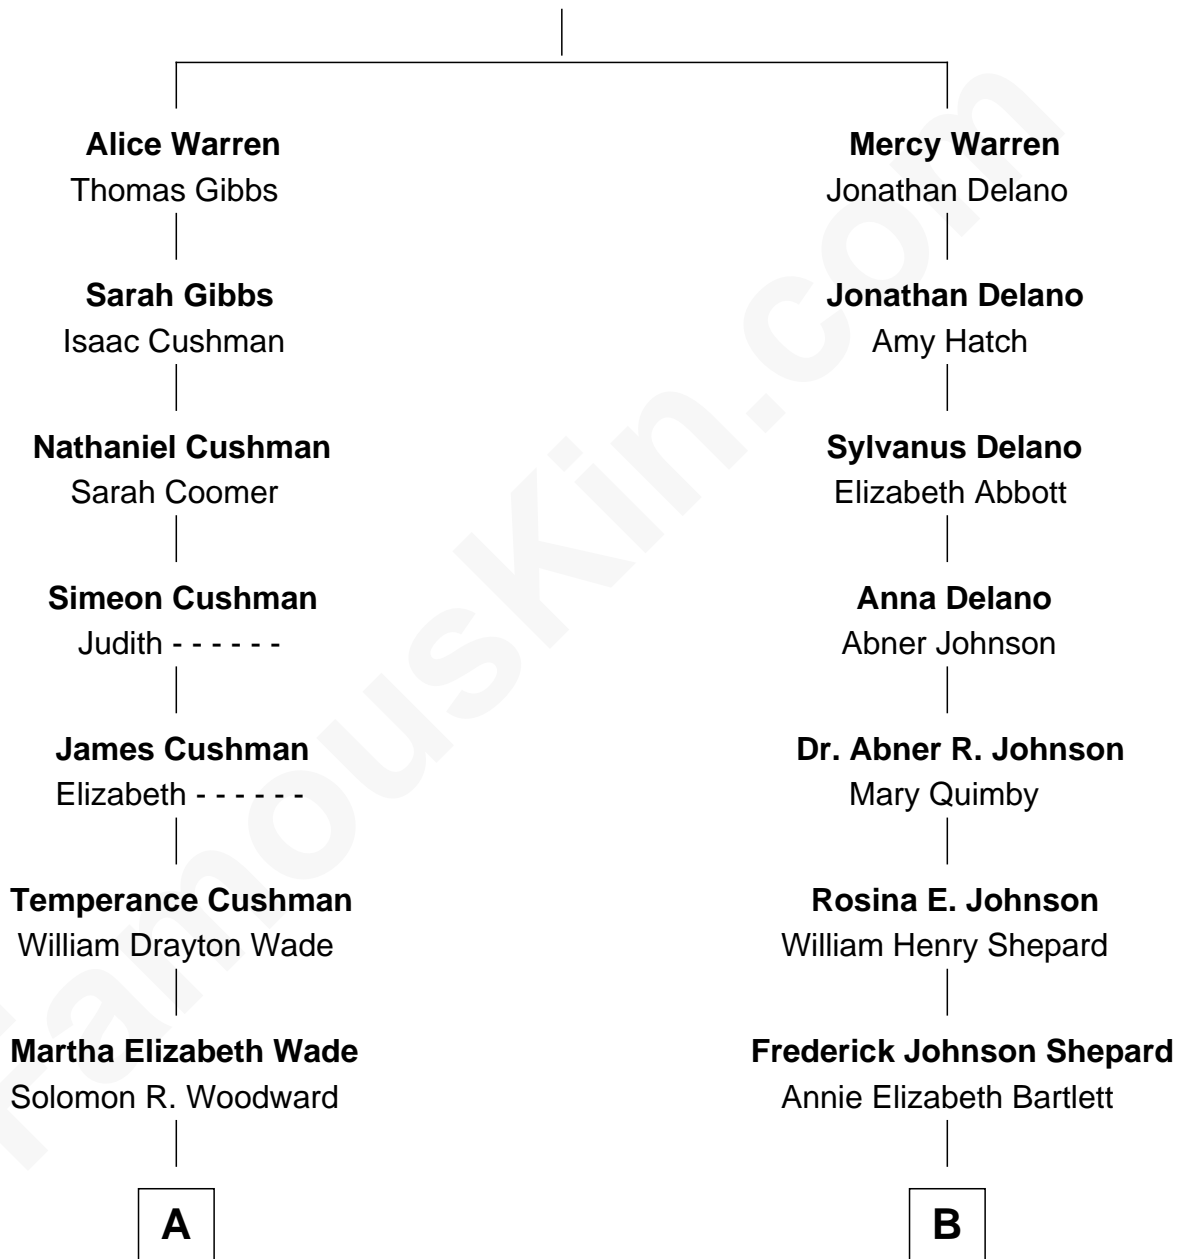 Alice Warren
Thomas Gibbs
Mercy Warren
Jonathan Delano
Sarah Gibbs
Isaac Cushman
Jonathan Delano
Amy Hatch
Nathaniel Cushman
Sarah Coomer
Sylvanus Delano
Elizabeth Abbott
Simeon Cushman
Judith - - - - - -
Anna Delano
Abner Johnson
James Cushman
Elizabeth - - - - - -
Dr. Abner R. Johnson
Mary Quimby
Temperance Cushman
William Drayton Wade
Rosina E. Johnson
William Henry Shepard
Martha Elizabeth Wade
Solomon R. Woodward
Frederick Johnson Shepard
Annie Elizabeth Bartlett
A
B
FamousKin.com